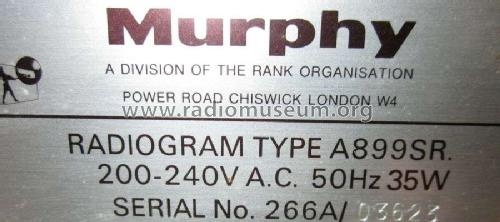 Murphy
A DIVISION OF THE RANK ORGANISATION
POWER ROAD CHISWICK LONDON W4
www.radiomuseum.org
RADIOGRAM TYPE A899SR.
200-240V A.C. 50Hz 35W
SERIAL No. 266A/ 03623